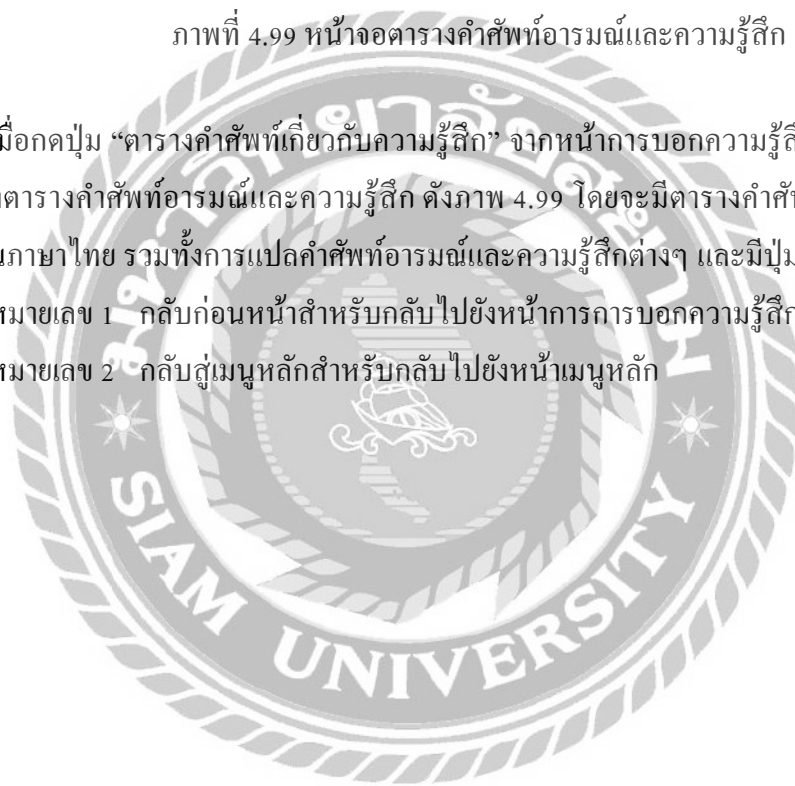 ภาพที่ 4.99 หน้าจอตารางคำศัพท์อารมณ์และความรู้สึก
มื่อกดปุ่ม “ตารางคำศัพท์เกี่ยวกับความรู้สึก” จากหน้าการบอกความรู้สึ
ตารางคำศัพท์อารมณ์และความรู้สึก ดังภาพ 4.99 โดยจะมีตารางคำศั
นภาษาไทย รวมทั้งการแปลคำศัพท์อารมณ์และความรู้สึกต่างๆ และมีปุ่ม
หมายเลข 1 กลับก่อนหน้าสำหรับกลับไปยังหน้าการการบอกความรู้สึก
หมายเลข 2 กลับสู่เมนูหลักสำหรับกลับไปยังหน้าเมนูหลัก
มหาวิทยาลัยสยาม
SIAM UNIVERSITY